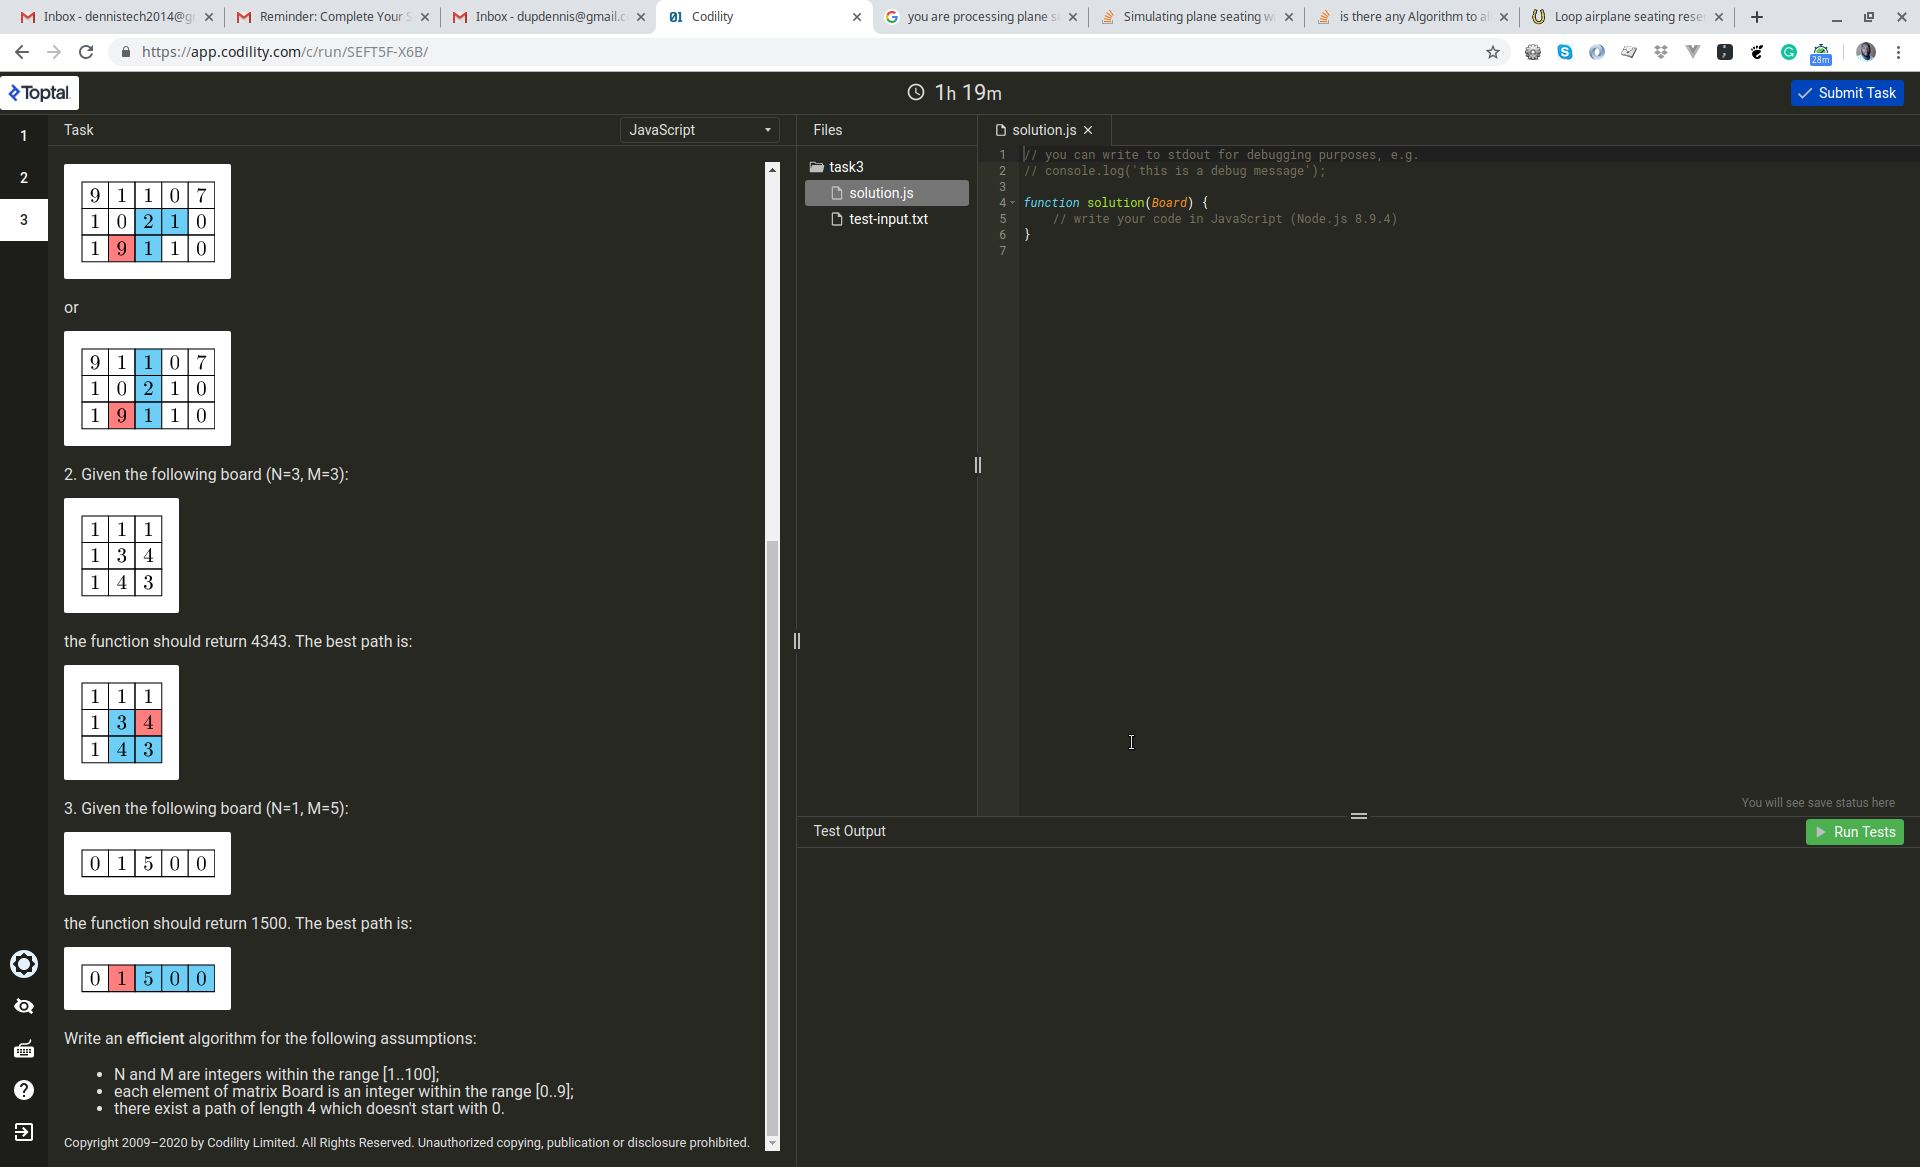 Inbox - dennistech2014@g
Reminder: Complete Your S
Inbox - dupdennis@gmail.c
Codility
you are processing plane s
Simulating plane seating w
is there any Algorithm to al
Loop airplane seating rese
https://app.codility.com/c/run/SEFT5F-X6B/
28m
Toptal
1h 19m
Submit Task
1
2
3
Task
JavaScript
9 1 1 0 7
1 0 2 1 0
1 9 1 1 0
or
9 1 1 0 7
1 0 2 1 0
1 9 1 1 0
2. Given the following board (N=3, M=3):
1 1 1
1 3 4
1 4 3
the function should return 4343. The best path is:
1 1 1
1 3 4
1 4 3
3. Given the following board (N=1, M=5):
0 1 5 0 0
the function should return 1500. The best path is:
0 1 5 0 0
Write an efficient algorithm for the following assumptions:
• N and M are integers within the range [1..100];
• each element of matrix Board is an integer within the range [0..9];
• there exist a path of length 4 which doesn't start with 0.
Copyright 2009–2020 by Codility Limited. All Rights Reserved. Unauthorized copying, publication or disclosure prohibited.
Files
task3
solution.js
test-input.txt
solution.js
1 // you can write to stdout for debugging purposes, e.g.
2 // console.log('this is a debug message');
3
4 function solution(Board) {
5 // write your code in JavaScript (Node.js 8.9.4)
6 }
7
You will see save status here
Test Output
Run Tests